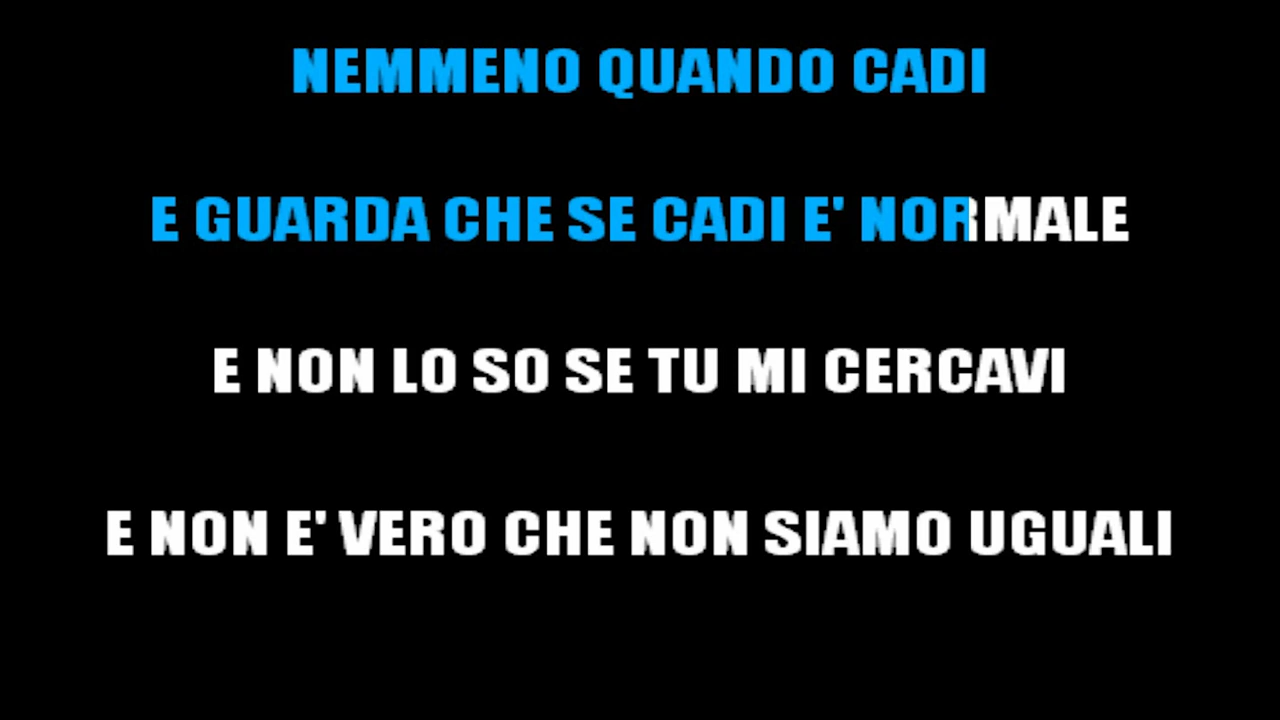 NEMMENO QUANDO CADI
E GUARDA CHE SE CADI E' NORMALE
E NON LO SO SE TU MI CERCAVI
E NON E' VERO CHE NON SIAMO UGUALI